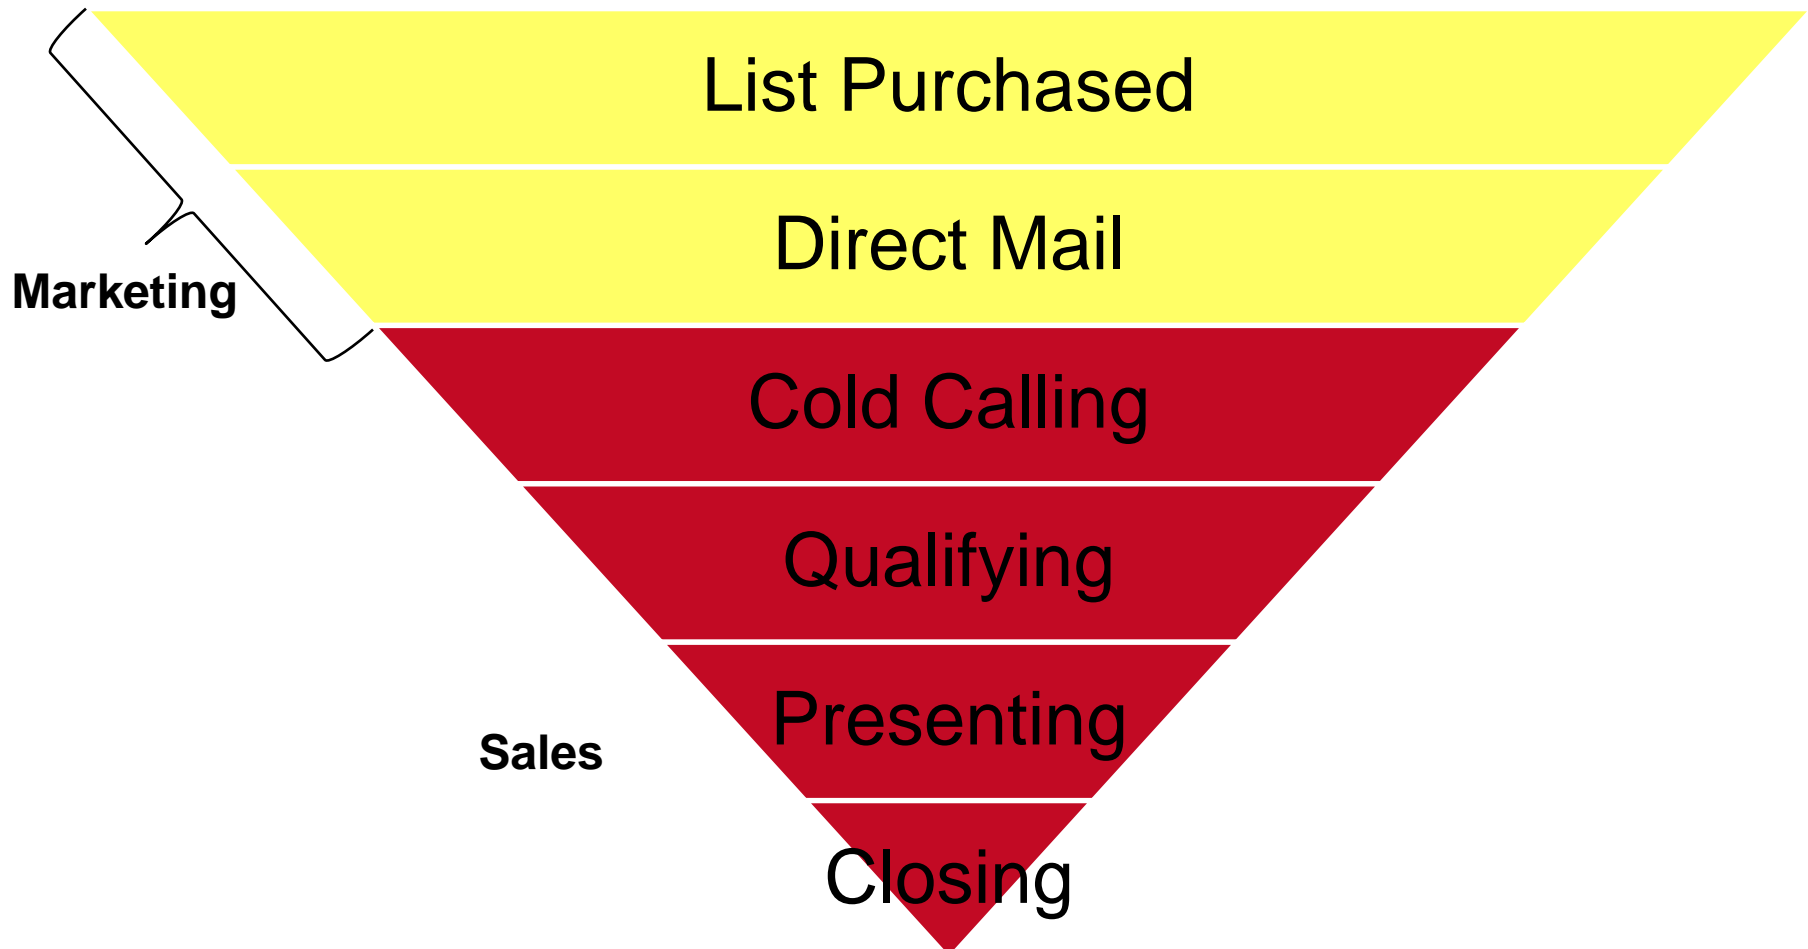 List Purchased
Direct Mail
Marketing
Cold Calling
Qualifying
Presenting
Sales
Closing